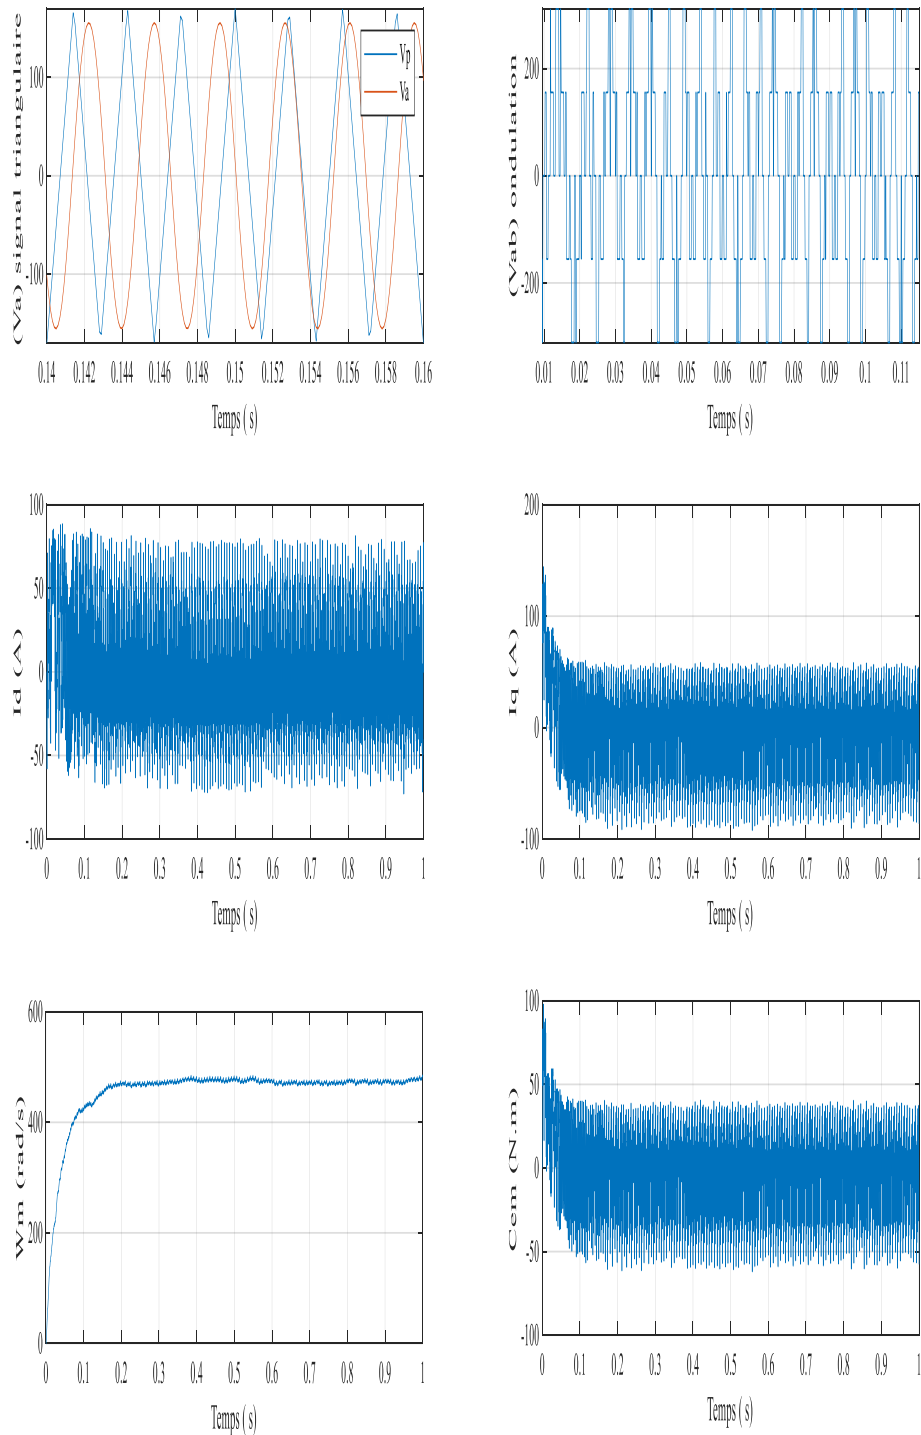 (Va) signal triangulaire
100
0
-100
Vp
Va
0.14 0.142 0.144 0.146 0.148 0.15 0.152 0.154 0.156 0.158 0.16
Temps ( s)
(Vab) ondulation
200
0
-200
0.01 0.02 0.03 0.04 0.05 0.06 0.07 0.08 0.09 0.1 0.11
Temps ( s)
Id (A)
100
50
0
-50
-100
0 0.1 0.2 0.3 0.4 0.5 0.6 0.7 0.8 0.9 1
Temps ( s)
Iq (A)
200
100
0
-100
0 0.1 0.2 0.3 0.4 0.5 0.6 0.7 0.8 0.9 1
Temps ( s)
Wm (rad/s)
600
400
200
0
0 0.1 0.2 0.3 0.4 0.5 0.6 0.7 0.8 0.9 1
Temps ( s)
Cem (N.m)
100
50
0
-50
-100
0 0.1 0.2 0.3 0.4 0.5 0.6 0.7 0.8 0.9 1
Temps ( s)